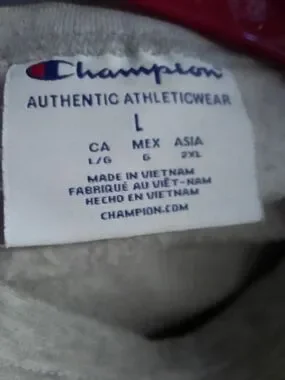 Champion
AUTHENTIC ATHLETICWEAR
L
CA MEX ASIA
L/G G 2XL
MADE IN VIETNAM
FABRIQUÉ AU VIÊT-NAM
HECHO EN VIETNAM
CHAMPION.COM